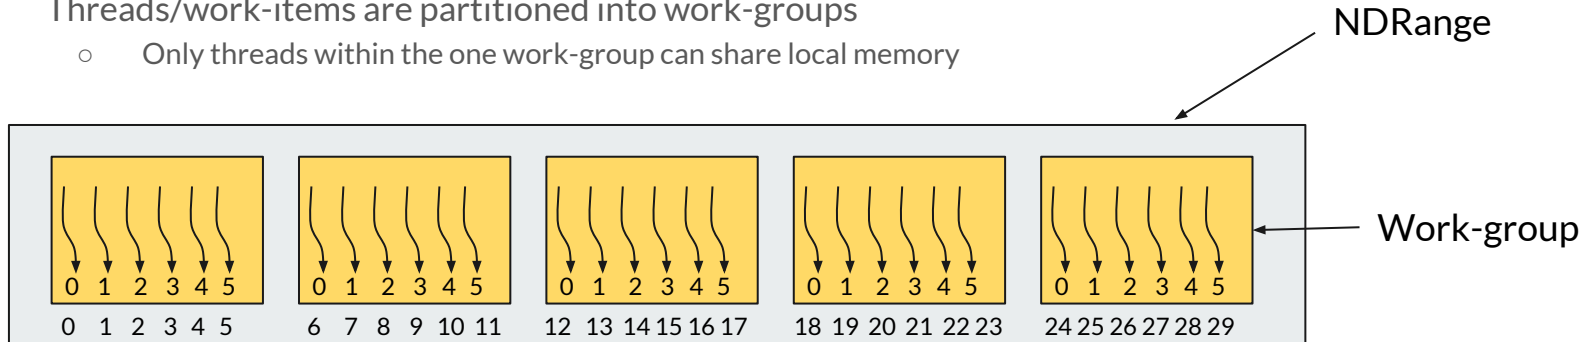 Threads/work-items are partitioned into work-groups
○ Only threads within the one work-group can share local memory
NDRange
Work-group
0 1 2 3 4 5 0 1 2 3 4 5 0 1 2 3 4 5 0 1 2 3 4 5 0 1 2 3 4 5
0 1 2 3 4 5 6 7 8 9 10 11 12 13 14 15 16 17 18 19 20 21 22 23 24 25 26 27 28 29